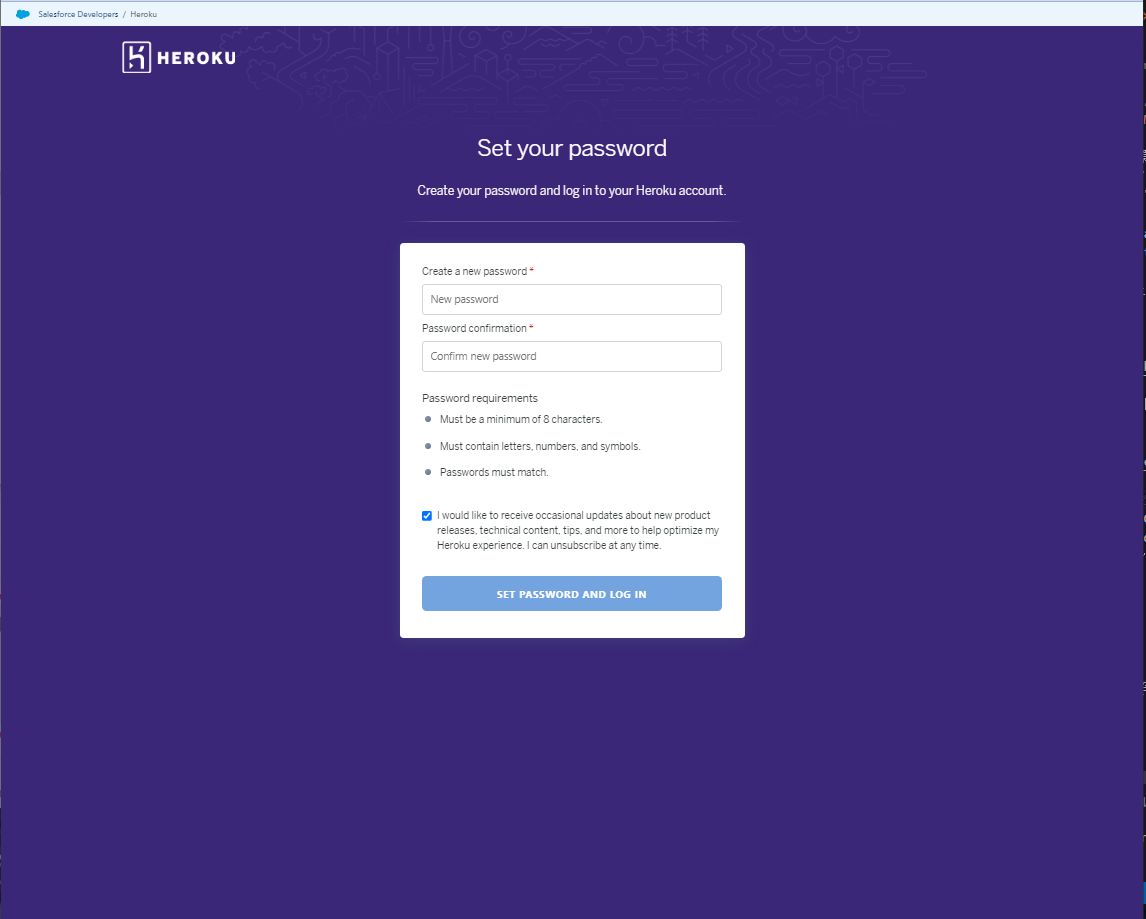 Salesforce Developers / Heroku
HEROKU
Set your password
Create your password and log in to your Heroku account.
Create a new password *
New password
Password confirmation *
Confirm new password
Password requirements
Must be a minimum of 8 characters.
Must contain letters, numbers, and symbols.
Passwords must match.
I would like to receive occasional updates about new product
releases, technical content, tips, and more to help optimize my
Heroku experience. I can unsubscribe at any time.
SET PASSWORD AND LOG IN